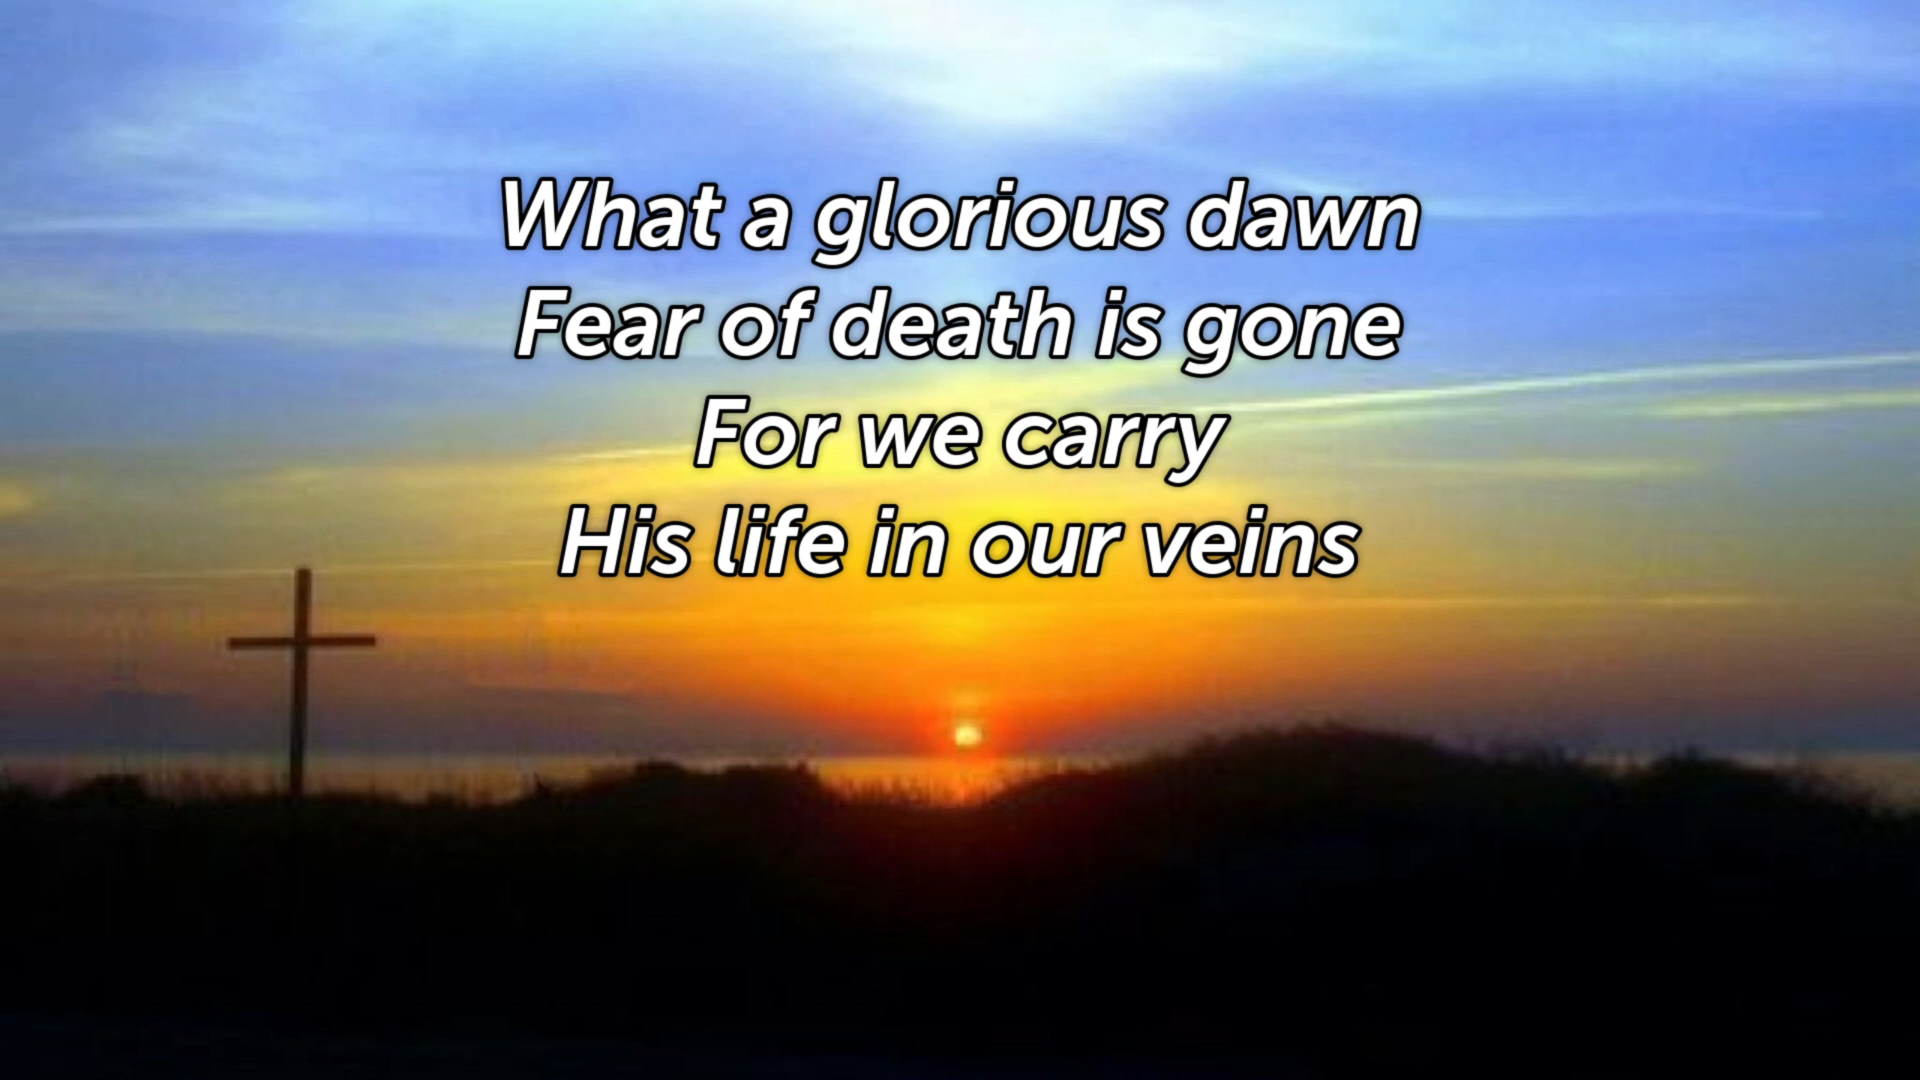 What a glorious dawn
Fear of death is gone
For we carry
His life in our veins